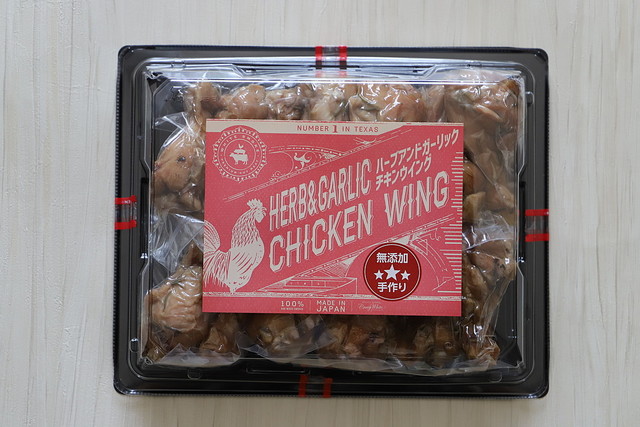 NUMBER 1 IN TEXAS
HERB&GARLIC
ハーブアンドガーリック
チキンウイング
CHICKEN WING
無添加
手作り
100%
MADE IN
JAPAN